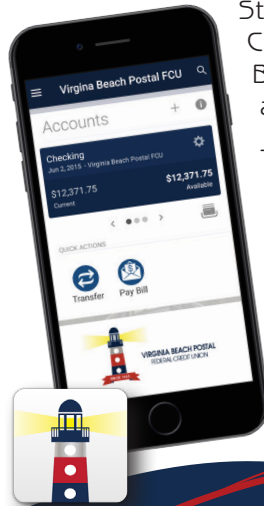 Virgina Beach Postal FCU
Accounts
Checking
Jun 2, 2015 - Virginia Beach Postal FCU
$12,371.75
Current
$12,371.75
Available
QUICK ACTIONS
Transfer
Pay Bill
VIRGINIA BEACH POSTAL
FEDERAL CREDIT UNION
St
C
B
a